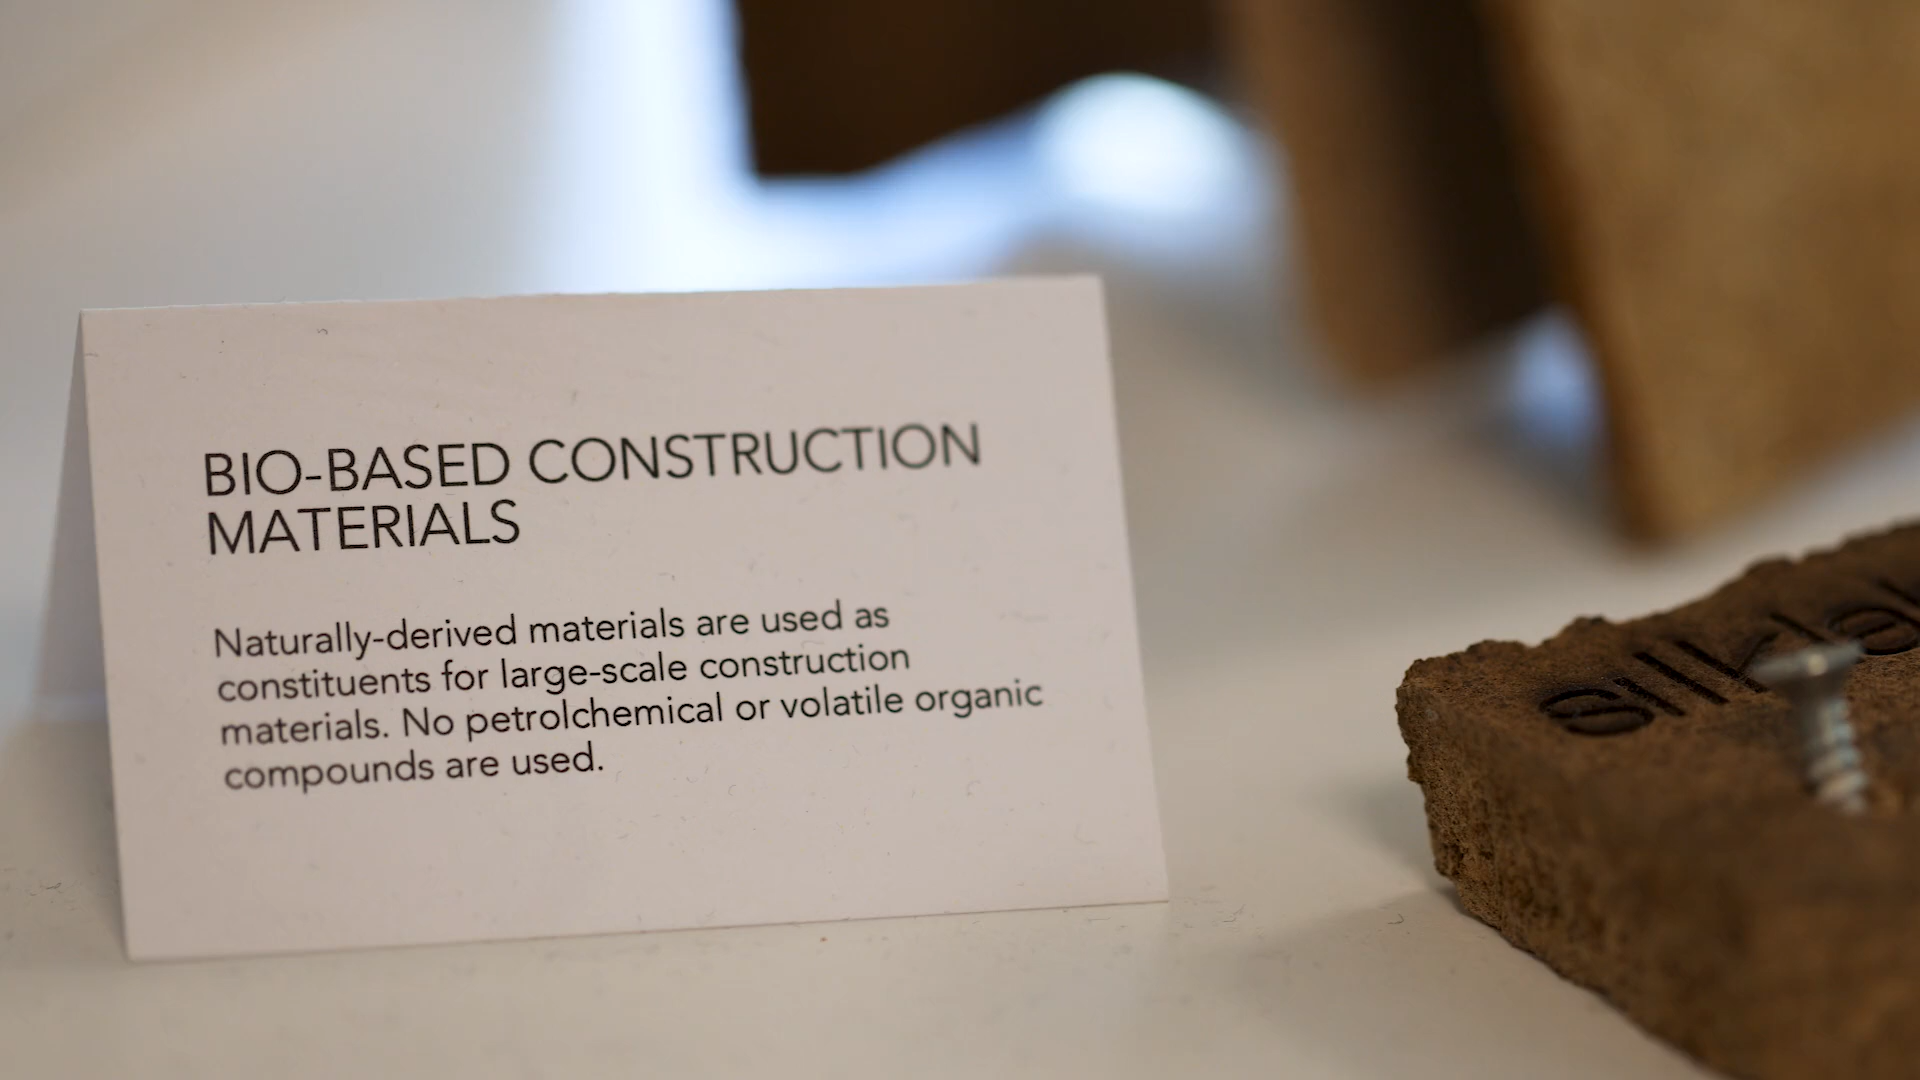 BIO-BASED CONSTRUCTION
MATERIALS
Naturally-derived materials are used as
constituents for large-scale construction
materials. No petrolchemical or volatile organic
compounds are used.